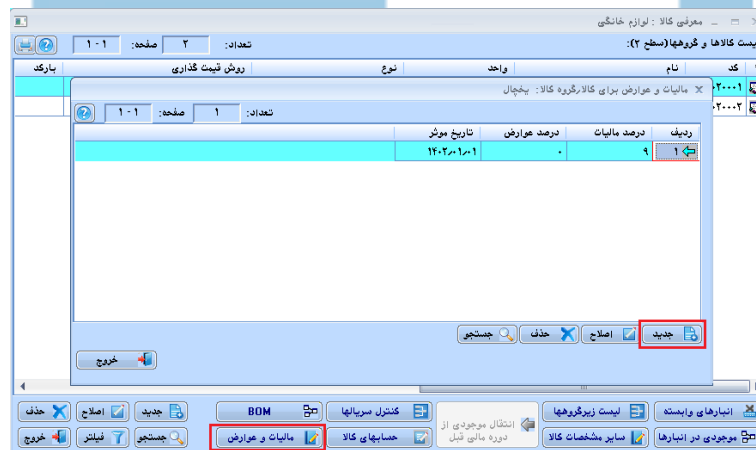 معرفی کالا : لوازم خانگی
لیست کالاها و گروهها(سطح ۲): تعداد: ۲ صفحه: ۱ - ۱
کد نام واحد نوع روش قیمت گذاری بارکد
مالیات و عوارض برای کالا/گروه کالا : یخچال
تعداد: ۱ صفحه: ۱ - ۱
ردیف درصد مالیات درصد عوارض تاریخ موثر
۱ ۹ ۰ ۱۴۰۲/۰۱/۰۱
جدید اصلاح حذف جستجو
خروج
انبارهای وابسته لیست زیرگروهها انتقال موجودی از دوره مالی قبل کنترل سریالها BOM جدید اصلاح حذف
موجودی در انبارها سایر مشخصات کالا حسابهای کالا مالیات و عوارض جستجو فیلتر خروج